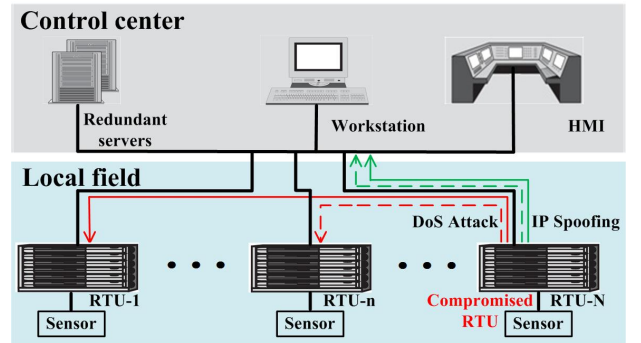 Control center
Redundant
servers
Workstation
HMI
Local field
DoS Attack
IP Spoofing
RTU-1
RTU-n
Compromised
RTU
RTU-N
Sensor
Sensor
Sensor